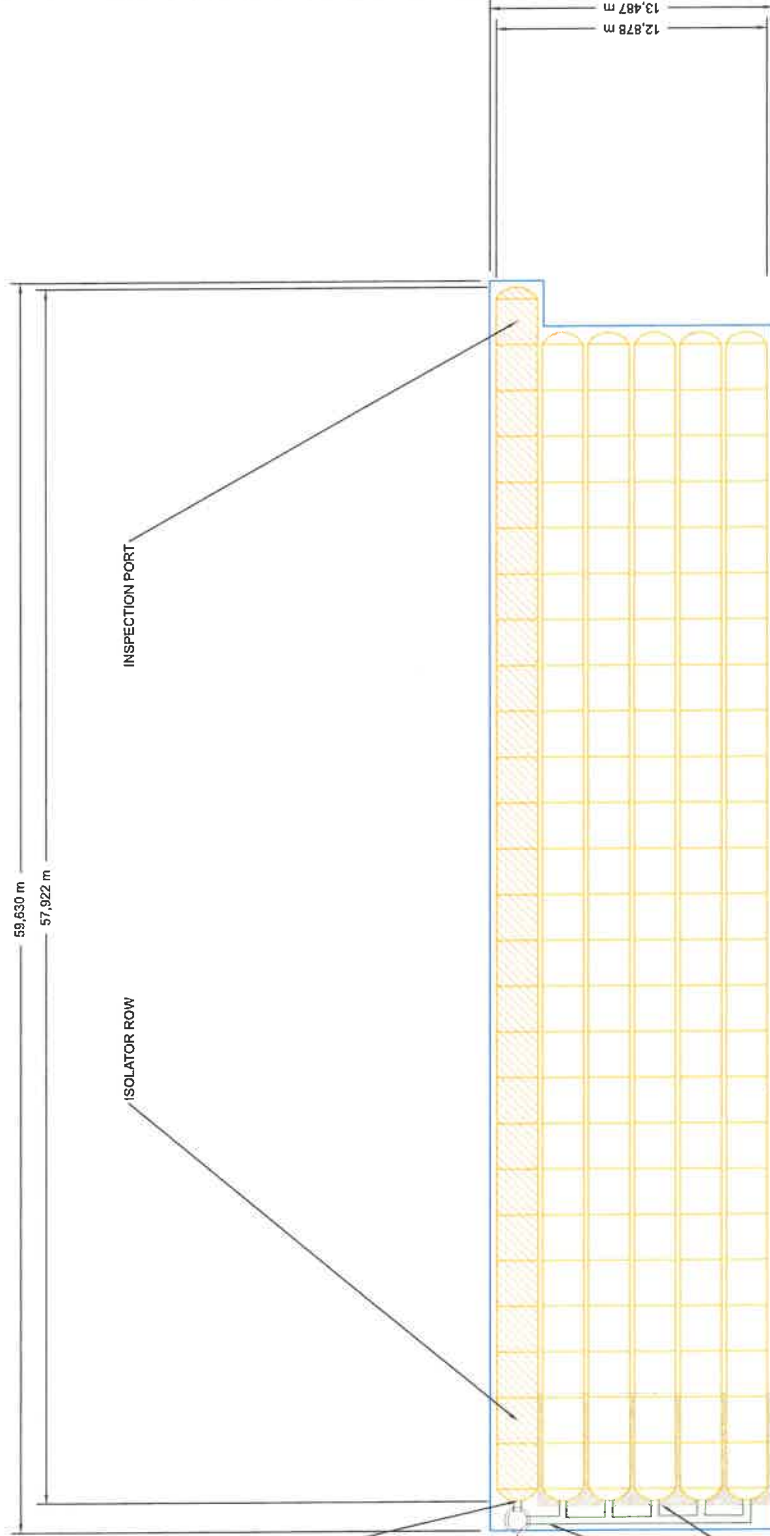 13,487 m
12,878 m
59,630 m
57,922 m
INSPECTION PORT
ISOLATOR ROW